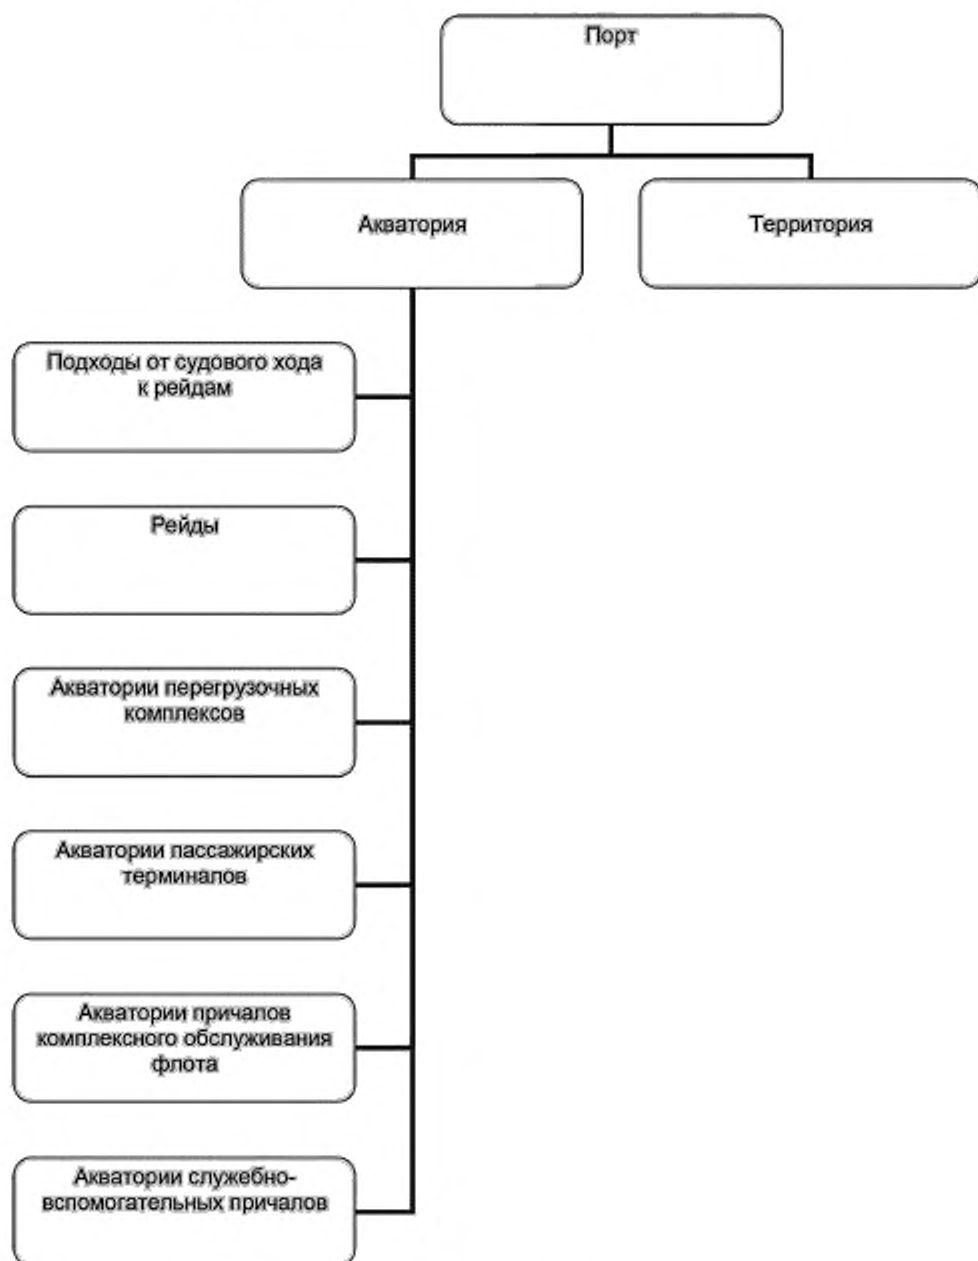 Порт
Акватория
Территория
Подходы от судового хода
к рейдам
Рейды
Акватории перегрузочных
комплексов
Акватории пассажирских
терминалов
Акватории причалов
комплексного обслуживания
флота
Акватории служебно-
вспомогательных причалов